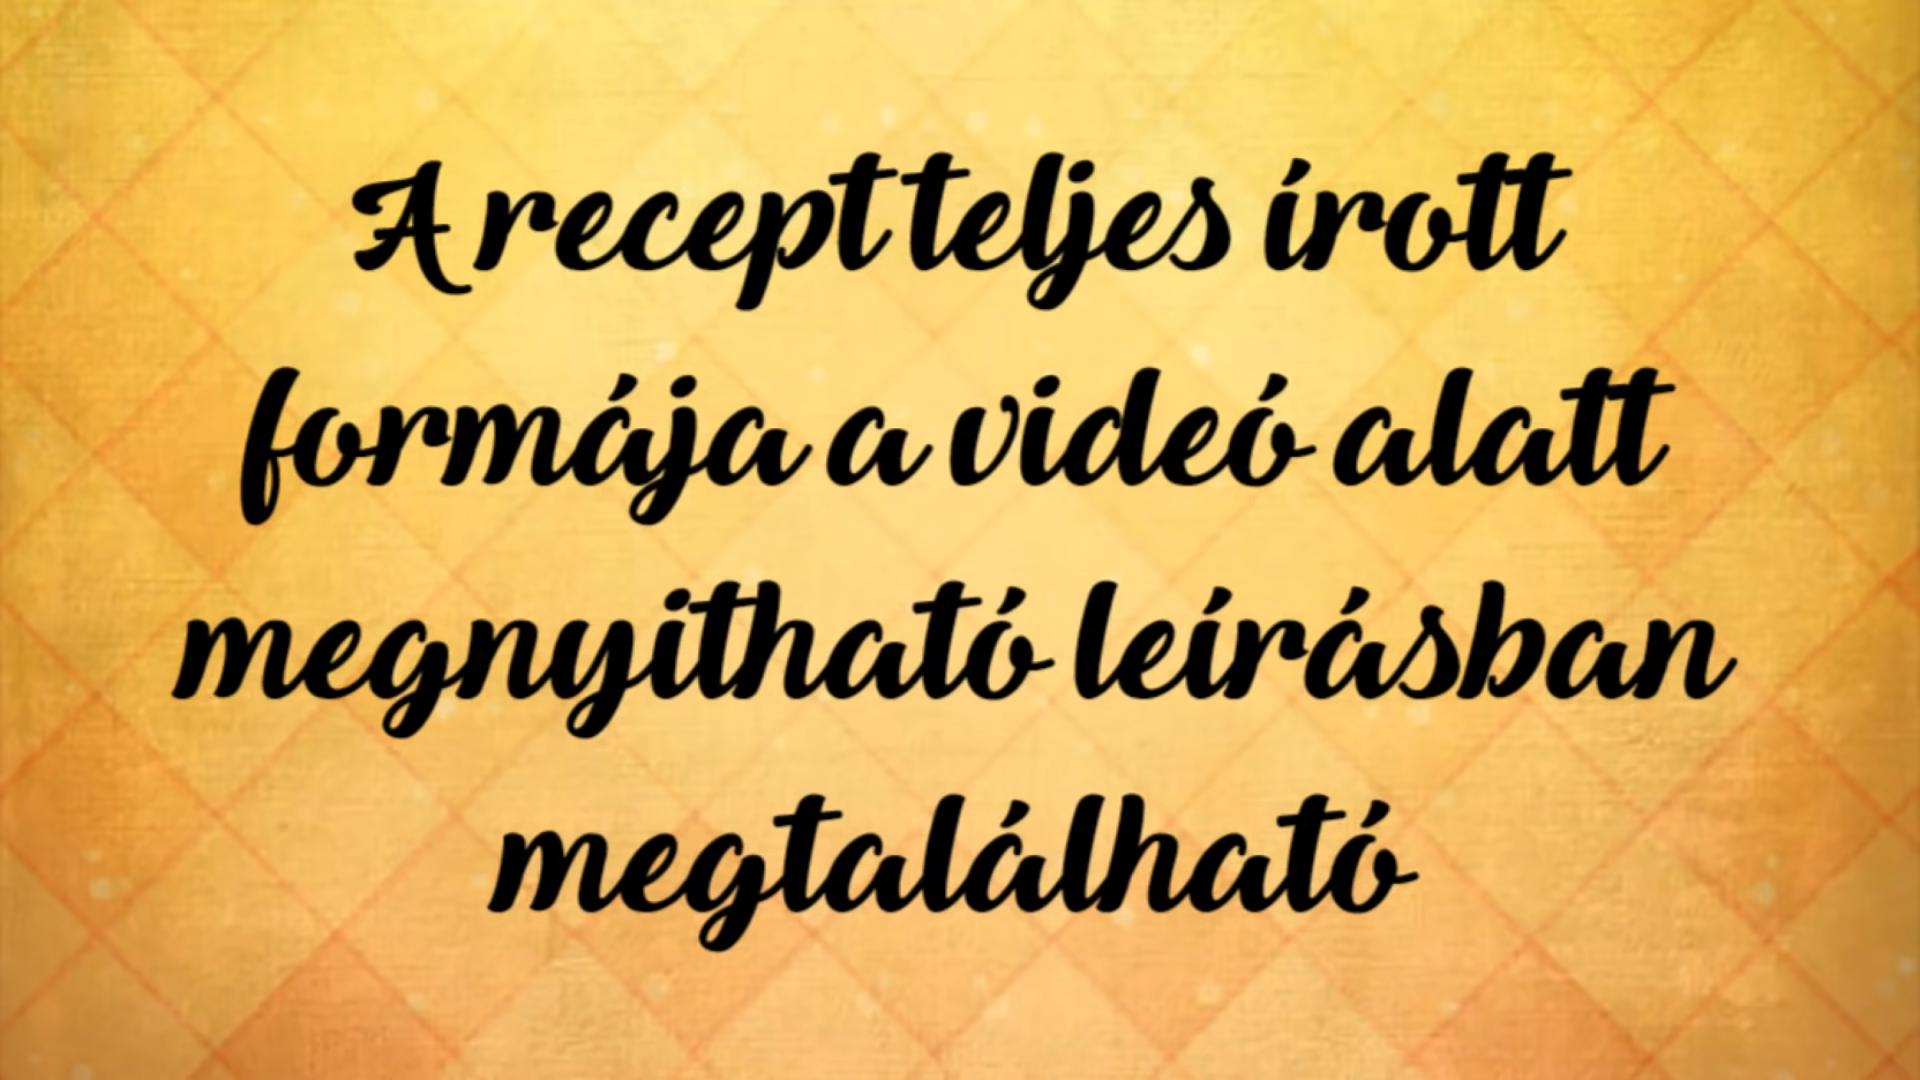 A recept teljes írott
formája a videó alatt
megnyitható leírásban
megtalálható